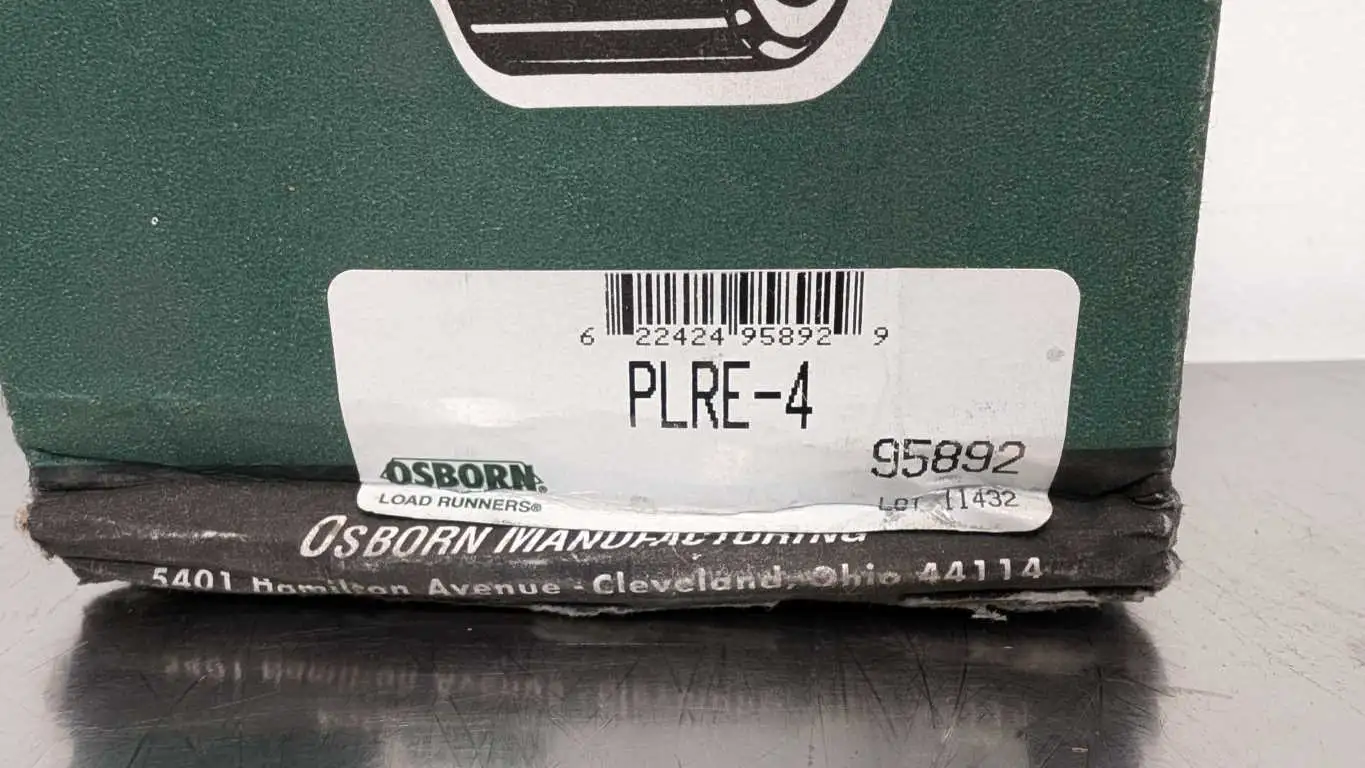 6 22424 95892 9
PLRE-4
95892
OSBORN®
LOAD RUNNERS®
LOT 11432
OSBORN MANUFACTURING
5401 Hamilton Avenue - Cleveland, Ohio 44114